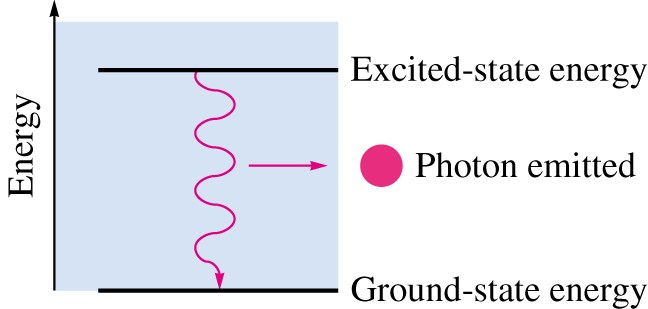 Energy
Excited-state energy
Photon emitted
Ground-state energy